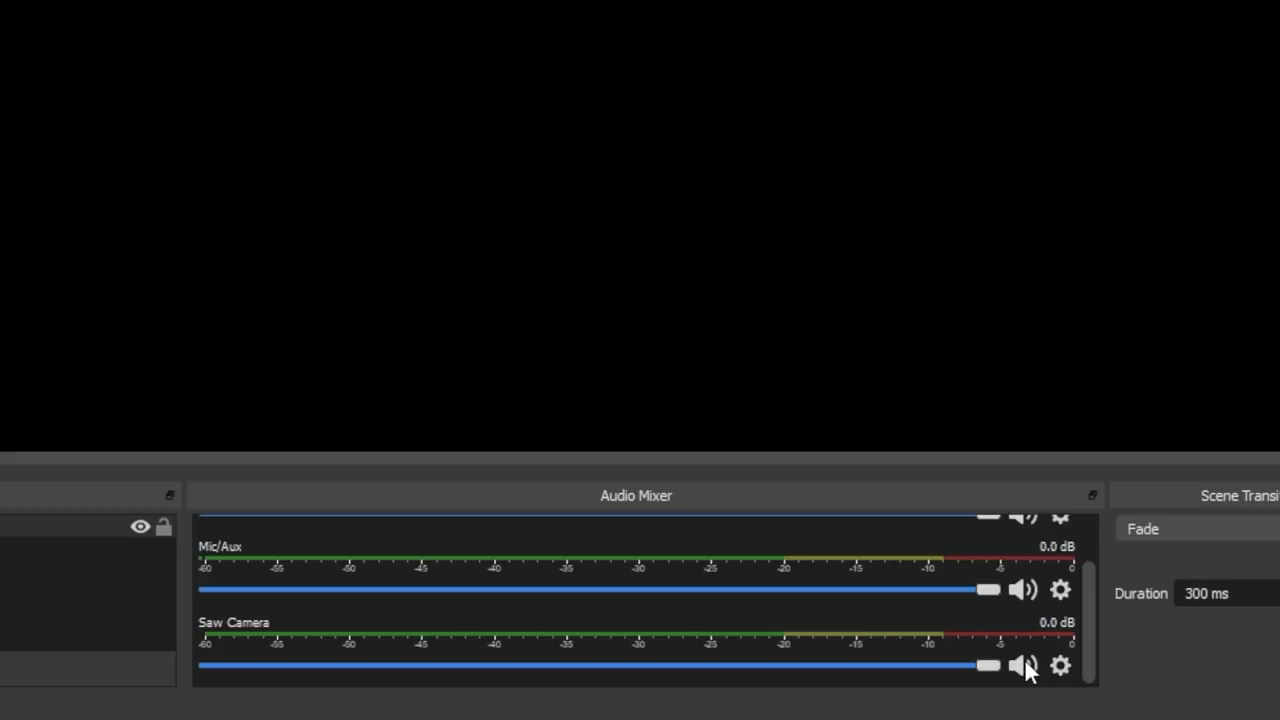 Audio Mixer
Scene Transi
Mic/Aux 0.0 dB
-60 -55 -50 -45 -40 -35 -30 -25 -20 -15 -10 -5 0
Fade
Duration 300 ms
Saw Camera 0.0 dB
-60 -55 -50 -45 -40 -35 -30 -25 -20 -15 -10 -5 0